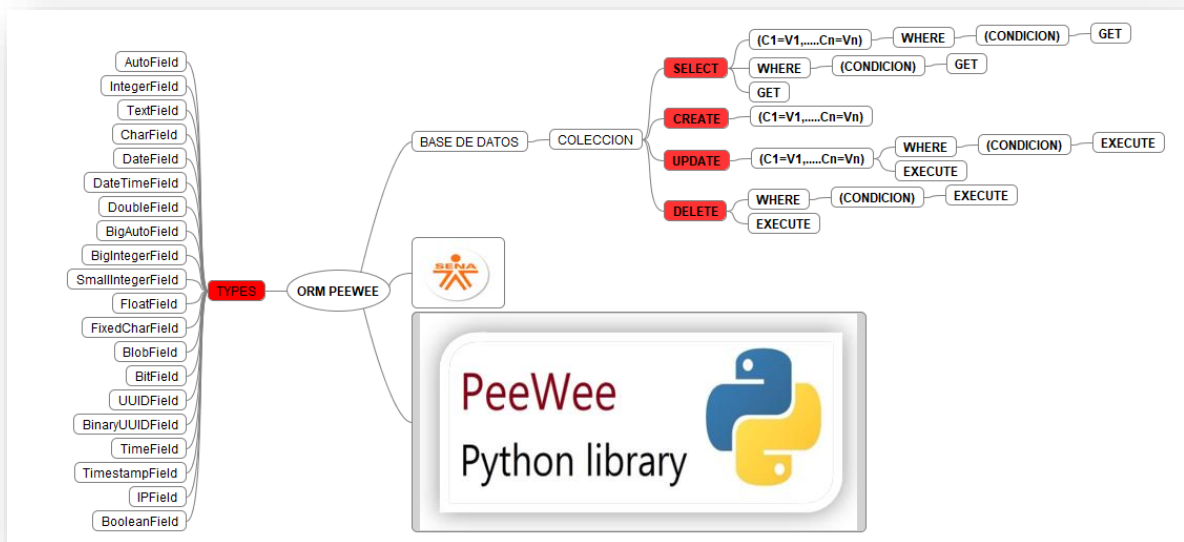 AutoField
IntegerField
TextField
CharField
DateField
DateTimeField
DoubleField
BigAutoField
BigIntegerField
SmallIntegerField
FloatField
FixedCharField
BlobField
BitField
UUIDField
BinaryUUIDField
TimeField
TimestampField
IPField
BooleanField
TYPES
ORM PEEWEE
BASE DE DATOS
COLECCION
SELECT
(C1=V1,.....Cn=Vn) WHERE (CONDICION) GET
WHERE (CONDICION) GET
GET
CREATE
(C1=V1,.....Cn=Vn)
UPDATE
(C1=V1,.....Cn=Vn)
WHERE (CONDICION) EXECUTE
EXECUTE
DELETE
WHERE (CONDICION) EXECUTE
EXECUTE
SENA
PeeWee
Python library